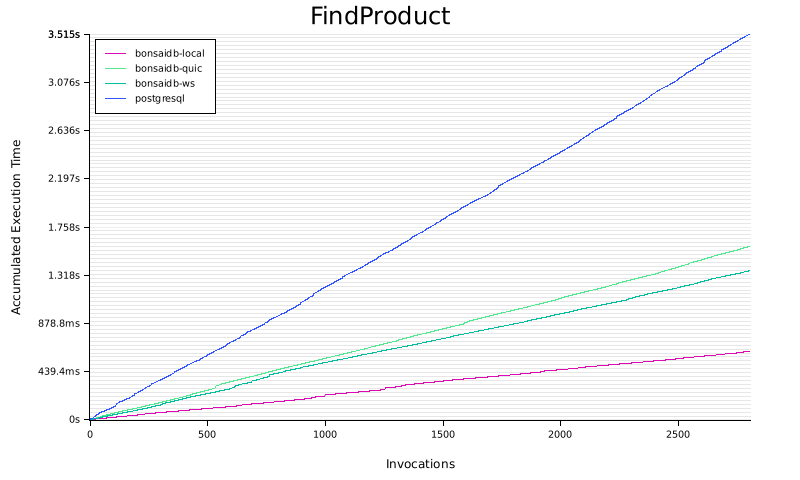 FindProduct
3.515s
3.076s
2.636s
2.197s
1.758s
1.318s
878.8ms
439.4ms
0s
bonsaidb-local
bonsaidb-quic
bonsaidb-ws
postgresql
Accumulated Execution Time
0
500
1000
1500
2000
2500
Invocations